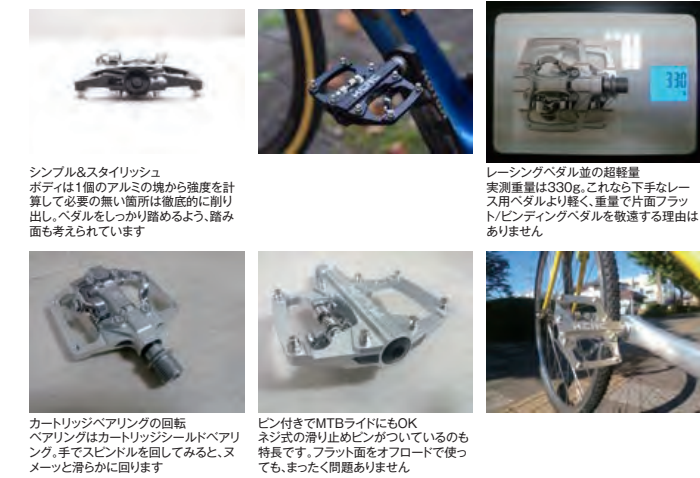 330
シンプル&スタイリッシュ
ボディは1個のアルミの塊から強度を計
算して必要の無い箇所は徹底的に削り
出し。ペダルをしっかり踏めるよう、踏み
面も考えられています
レーシングペダル並の超軽量
実測重量は330g。これなら下手なレー
ス用ペダルより軽く、重量で片面フラッ
ト/ビンディングペダルを敬遠する理由は
ありません
カートリッジベアリングの回転
ベアリングはカートリッジシールドベアリ
ング。手でスピンドルを回してみると、ヌ
メーッと滑らかに回ります
ピン付きでMTBライドにもOK
ネジ式の滑り止めピンがついているのも
特長です。フラット面をオフロードで使っ
ても、まったく問題ありません